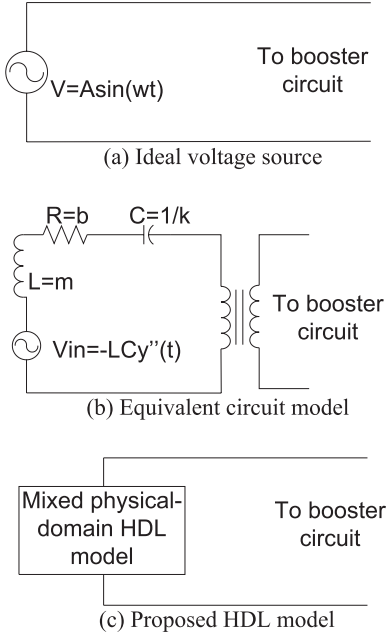 To booster
circuit
V=Asin(wt)
(a) Ideal voltage source
R=b
C=1/k
L=m
To booster
circuit
Vin=-LCy''(t)
(b) Equivalent circuit model
Mixed physical-
domain HDL
model
To booster
circuit
(c) Proposed HDL model